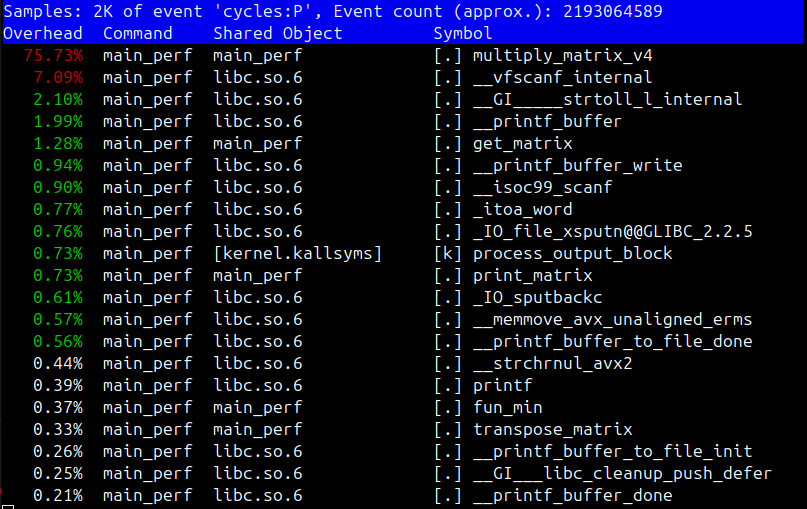 Samples: 2K of event 'cycles:P', Event count (approx.): 2193064589
Overhead  Command    Shared Object         Symbol
  75.73%  main_perf  main_perf             [.] multiply_matrix_v4
   7.09%  main_perf  libc.so.6             [.] __vfscanf_internal
   2.10%  main_perf  libc.so.6             [.] __GI_____strtoll_l_internal
   1.99%  main_perf  libc.so.6             [.] __printf_buffer
   1.28%  main_perf  main_perf             [.] get_matrix
   0.94%  main_perf  libc.so.6             [.] __printf_buffer_write
   0.90%  main_perf  libc.so.6             [.] __isoc99_scanf
   0.77%  main_perf  libc.so.6             [.] _itoa_word
   0.76%  main_perf  libc.so.6             [.] _IO_file_xsputn@@GLIBC_2.2.5
   0.73%  main_perf  [kernel.kallsyms]     [k] process_output_block
   0.73%  main_perf  main_perf             [.] print_matrix
   0.61%  main_perf  libc.so.6             [.] _IO_sputbackc
   0.57%  main_perf  libc.so.6             [.] __memmove_avx_unaligned_erms
   0.56%  main_perf  libc.so.6             [.] __printf_buffer_to_file_done
   0.44%  main_perf  libc.so.6             [.] __strchrnul_avx2
   0.39%  main_perf  libc.so.6             [.] printf
   0.37%  main_perf  main_perf             [.] fun_min
   0.33%  main_perf  main_perf             [.] transpose_matrix
   0.26%  main_perf  libc.so.6             [.] __printf_buffer_to_file_init
   0.25%  main_perf  libc.so.6             [.] __GI___libc_cleanup_push_defer
   0.21%  main_perf  libc.so.6             [.] __printf_buffer_done